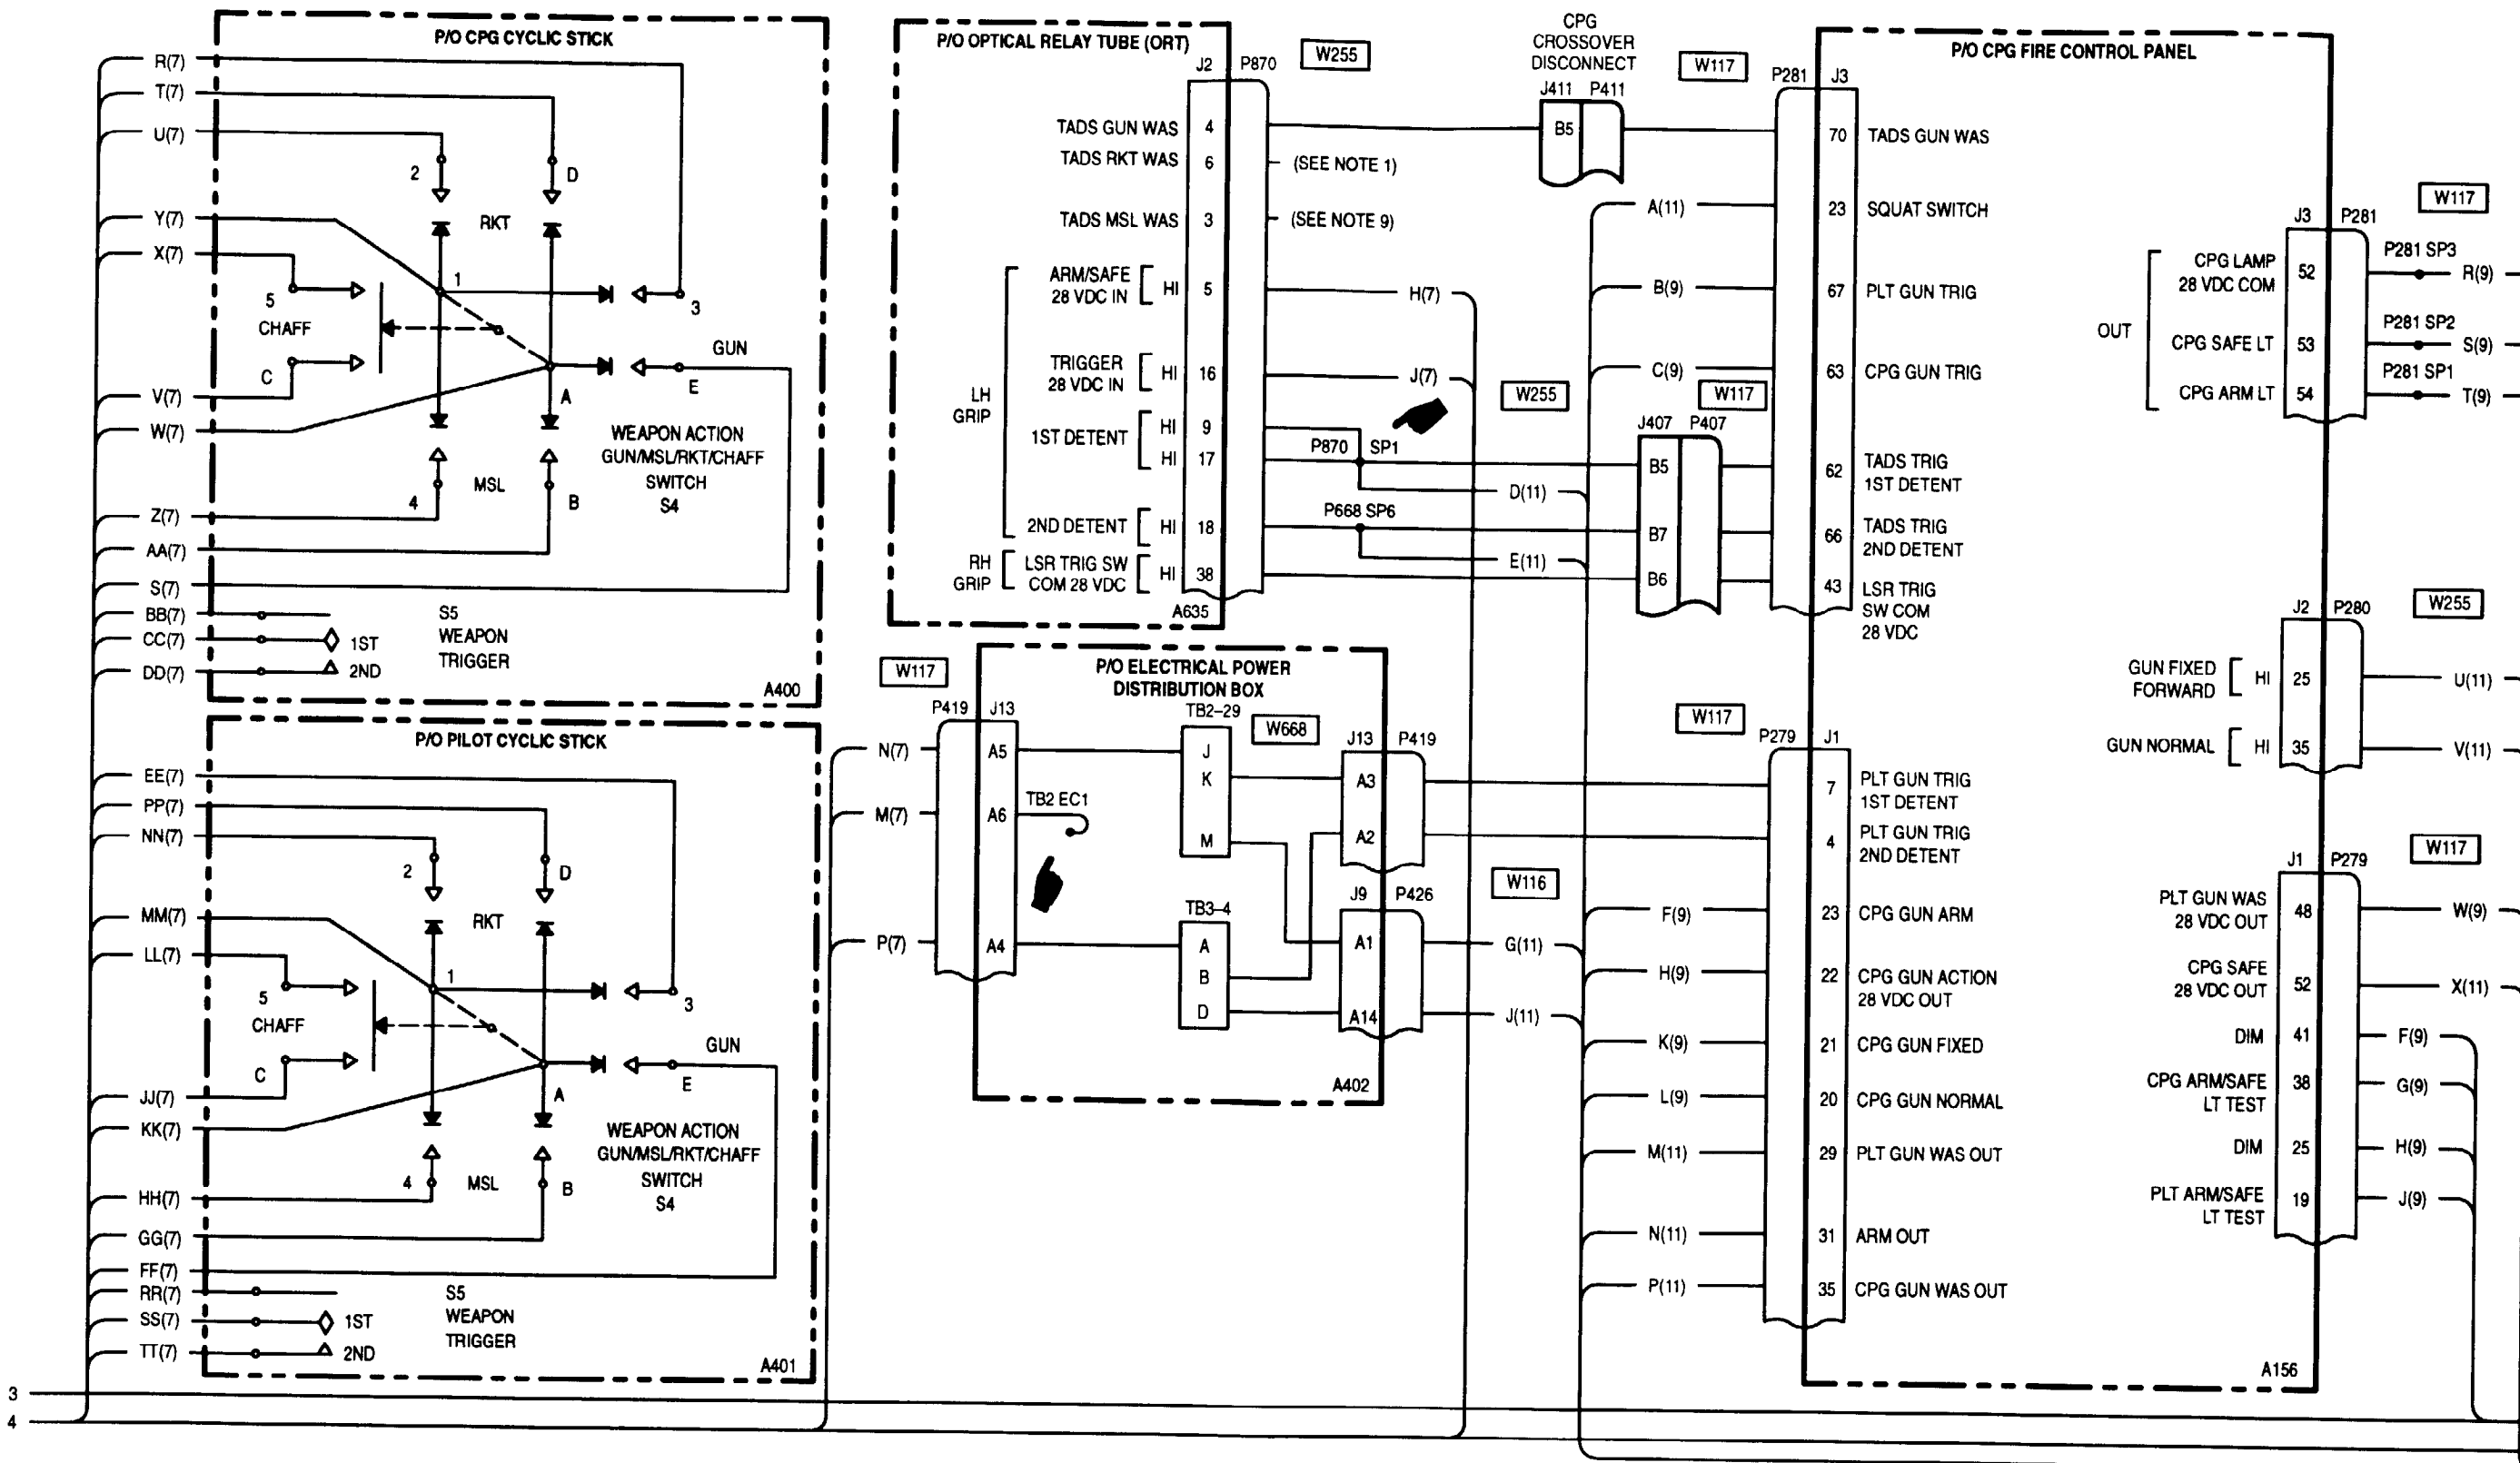 P/O CPG CYCLIC STICK
R(7)
T(7)
U(7)
2
D
RKT
Y(7)
X(7)
1
5
3
CHAFF
GUN
C
E
V(7)
A
W(7)
WEAPON ACTION
GUN/MSL/RKT/CHAFF
SWITCH
S4
4
MSL
B
Z(7)
AA(7)
S(7)
BB(7)
CC(7)
DD(7)
S5
WEAPON
TRIGGER
1ST
2ND
A400
P/O PILOT CYCLIC STICK
EE(7)
PP(7)
NN(7)
2
D
RKT
MM(7)
LL(7)
1
5
3
CHAFF
GUN
C
E
A
JJ(7)
KK(7)
WEAPON ACTION
GUN/MSL/RKT/CHAFF
SWITCH
S4
4
MSL
B
HH(7)
GG(7)
FF(7)
RR(7)
SS(7)
TT(7)
S5
WEAPON
TRIGGER
1ST
2ND
A401
3
4
P/O OPTICAL RELAY TUBE (ORT)
J2 P870
W255
TADS GUN WAS 4
TADS RKT WAS 6 (SEE NOTE 1)
TADS MSL WAS 3 (SEE NOTE 9)
ARM/SAFE
28 VDC IN HI 5 H(7)
TRIGGER
28 VDC IN HI 16 J(7)
LH
GRIP
1ST DETENT HI 9
HI 17
P870 SP1
D(11)
P668 SP6
2ND DETENT HI 18
E(11)
RH
GRIP
LSR TRIG SW
COM 28 VDC HI 38
A635
CPG
CROSSOVER
DISCONNECT
J411 P411
B5
W117
W255
W117
J407 P407
B5
B7
B6
W117
P/O ELECTRICAL POWER
DISTRIBUTION BOX
P419 J13
TB2-29
W668
J13 P419
N(7) A5
J
K
A3
M(7) A6
TB2 EC1
M
A2
J9 P426
W116
TB3-4
P(7) A4
A
B
D
A1 G(11)
A14 J(11)
A402
P/O CPG FIRE CONTROL PANEL
P281 J3
70 TADS GUN WAS
A(11) 23 SQUAT SWITCH
B(9) 67 PLT GUN TRIG
C(9) 63 CPG GUN TRIG
62 TADS TRIG
1ST DETENT
66 TADS TRIG
2ND DETENT
43 LSR TRIG
SW COM
28 VDC
W117
P279 J1
7 PLT GUN TRIG
1ST DETENT
4 PLT GUN TRIG
2ND DETENT
F(9) 23 CPG GUN ARM
H(9) 22 CPG GUN ACTION
28 VDC OUT
K(9) 21 CPG GUN FIXED
L(9) 20 CPG GUN NORMAL
M(11) 29 PLT GUN WAS OUT
N(11) 31 ARM OUT
P(11) 35 CPG GUN WAS OUT
A156
W117
J3 P281
OUT
CPG LAMP
28 VDC COM 52 P281 SP3 R(9)
CPG SAFE LT 53 P281 SP2 S(9)
CPG ARM LT 54 P281 SP1 T(9)
J2 P280
W255
GUN FIXED
FORWARD HI 25 U(11)
GUN NORMAL HI 35 V(11)
J1 P279
W117
PLT GUN WAS
28 VDC OUT 48 W(9)
CPG SAFE
28 VDC OUT 52 X(11)
DIM 41 F(9)
CPG ARM/SAFE
LT TEST 38 G(9)
DIM 25 H(9)
PLT ARM/SAFE
LT TEST 19 J(9)